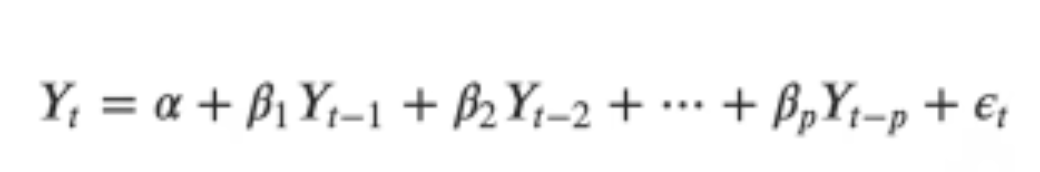 Yₜ = α + β₁Yₜ₋₁ + β₂Yₜ₋₂ + ⋯ + βₚYₜ₋ₚ + ϵₜ